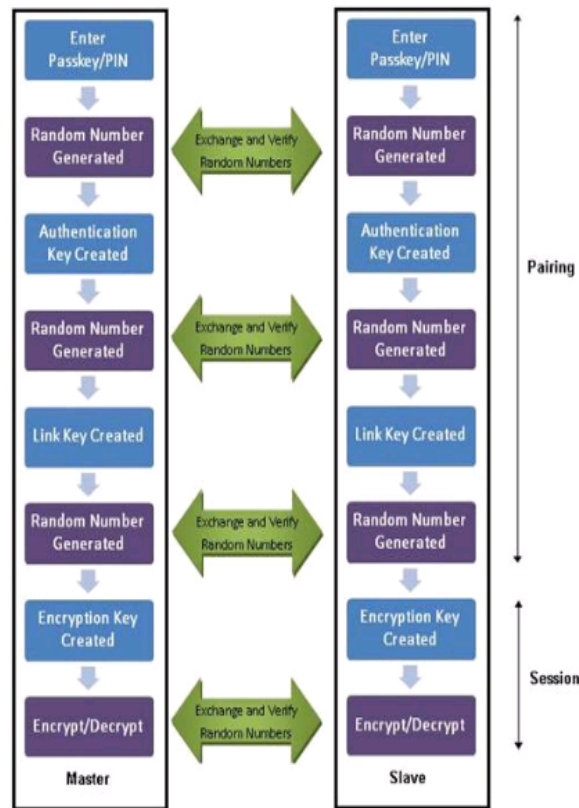 Enter
Passkey/PIN
Random Number
Generated
Authentication
Key Created
Random Number
Generated
Link Key Created
Random Number
Generated
Encryption Key
Created
Encrypt/Decrypt
Master
Exchange and Verify
Random Numbers
Exchange and Verify
Random Numbers
Exchange and Verify
Random Numbers
Exchange and Verify
Random Numbers
Enter
Passkey/PIN
Random Number
Generated
Authentication
Key Created
Random Number
Generated
Link Key Created
Random Number
Generated
Encryption Key
Created
Encrypt/Decrypt
Slave
Pairing
Session